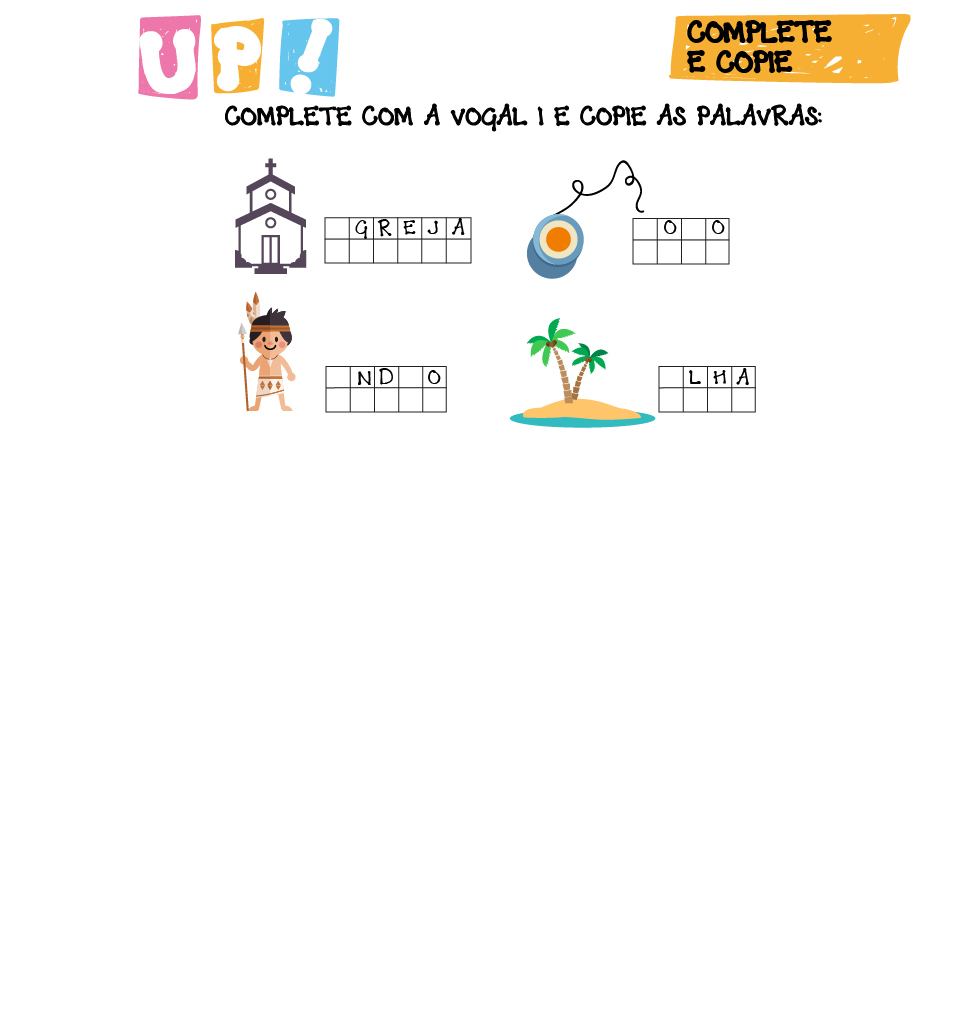 UP!
COMPLETE
E COPIE
COMPLETE COM A VOGAL I E COPIE AS PALAVRAS:
G R E J A
O O
N D O
L H A